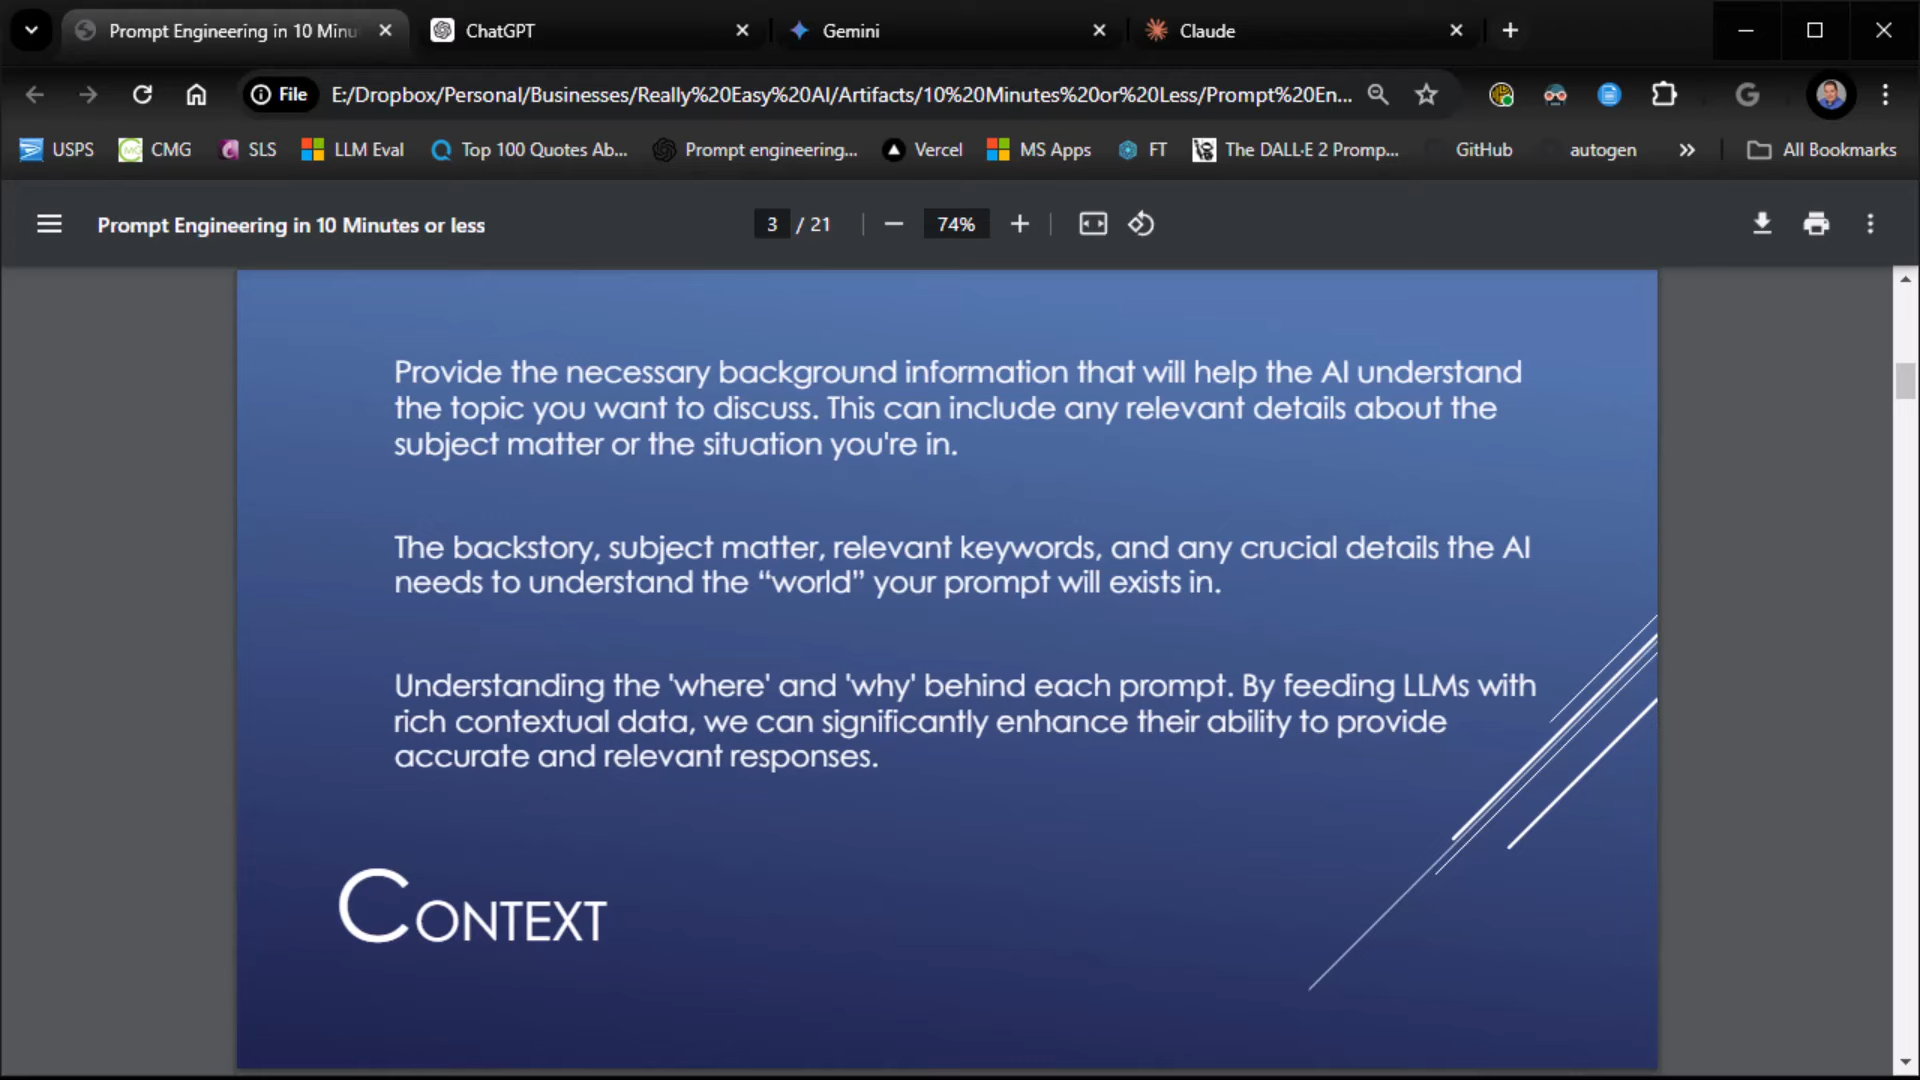 Prompt Engineering in 10 Minu
ChatGPT
Gemini
Claude
File
E:/Dropbox/Personal/Businesses/Really%20Easy%20AI/Artifacts/10%20Minutes%20or%20Less/Prompt%20En...
USPS
CMG
SLS
LLM Eval
Top 100 Quotes Ab...
Prompt engineering...
Vercel
MS Apps
FT
The DALL·E 2 Promp...
GitHub
autogen
All Bookmarks
Prompt Engineering in 10 Minutes or less
3 / 21
74%
Provide the necessary background information that will help the AI understand
the topic you want to discuss. This can include any relevant details about the
subject matter or the situation you're in.
The backstory, subject matter, relevant keywords, and any crucial details the AI
needs to understand the “world” your prompt will exists in.
Understanding the 'where' and 'why' behind each prompt. By feeding LLMs with
rich contextual data, we can significantly enhance their ability to provide
accurate and relevant responses.
CONTEXT